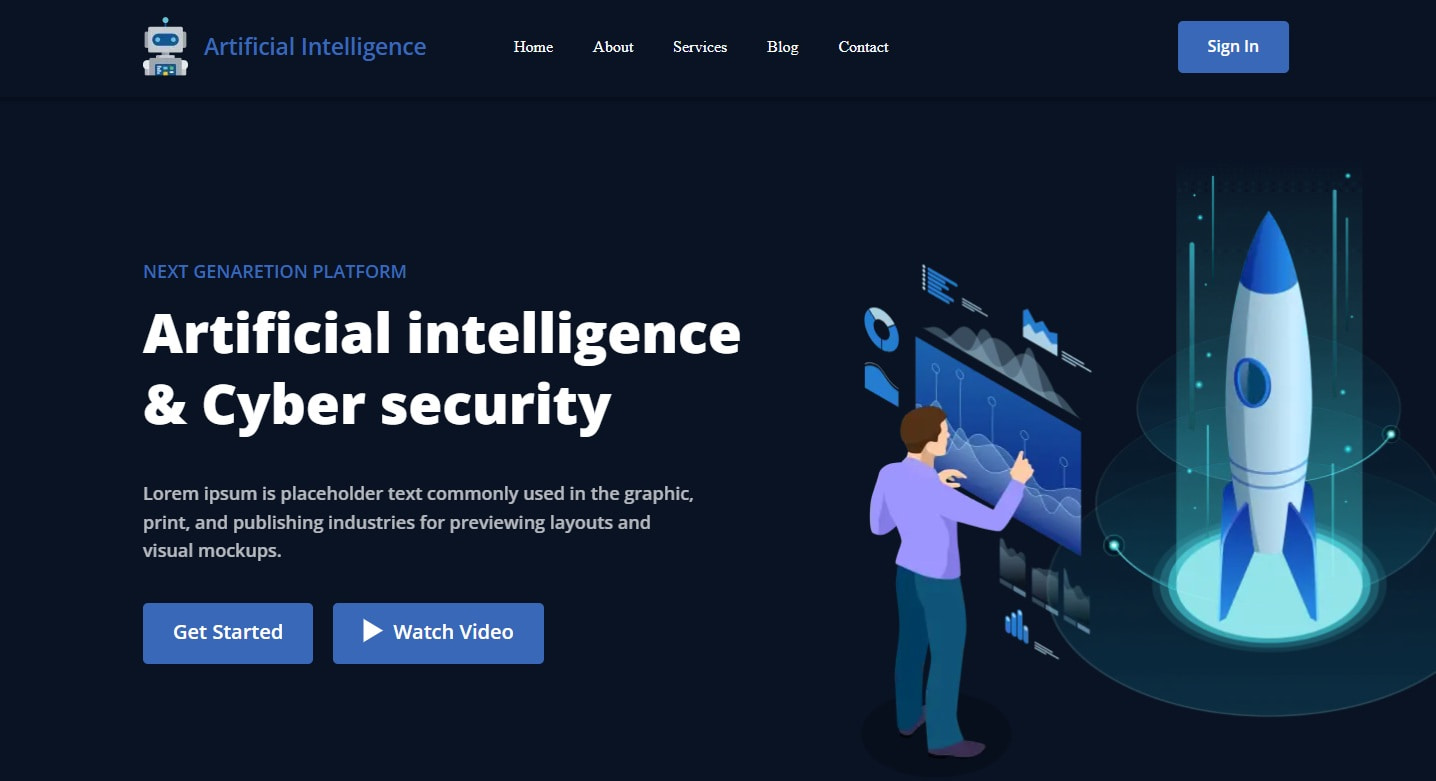 Artificial Intelligence
Home About Services Blog Contact
Sign In
NEXT GENARETION PLATFORM
Artificial intelligence
& Cyber security
Lorem ipsum is placeholder text commonly used in the graphic,
print, and publishing industries for previewing layouts and
visual mockups.
Get Started
Watch Video